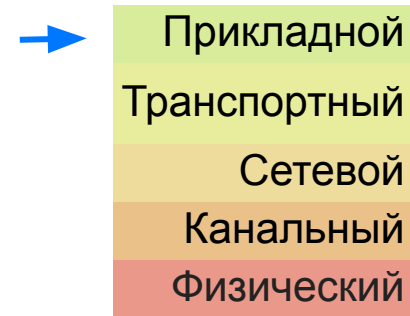 Прикладной
Транспортный
Сетевой
Канальный
Физический